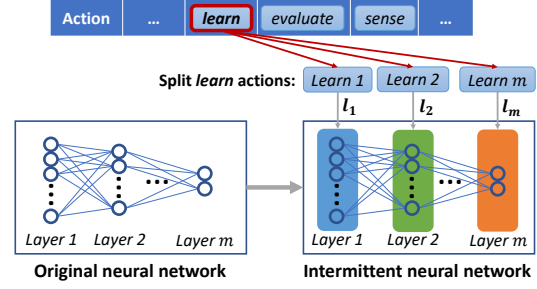 Action ... learn evaluate sense ...
Split learn actions: Learn 1 Learn 2 Learn m
l1 l2 lm
Layer 1 Layer 2 Layer m Layer 1 Layer 2 Layer m
Original neural network Intermittent neural network